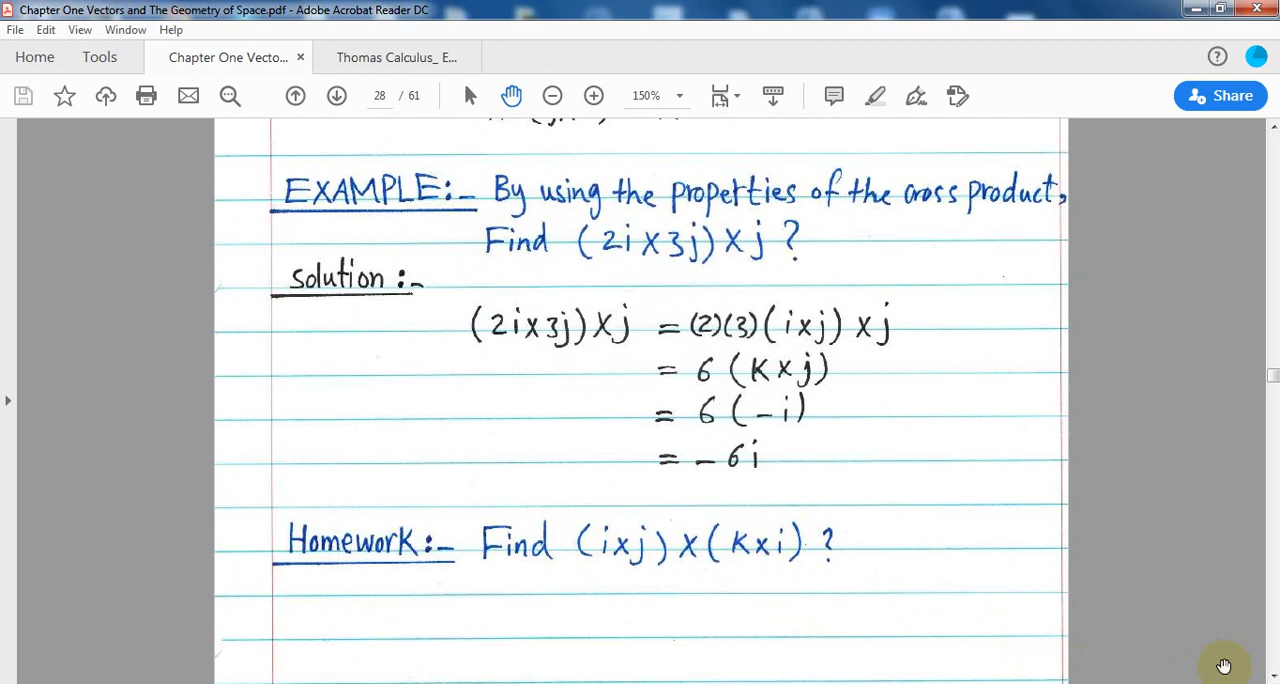 Chapter One Vectors and The Geometry of Space.pdf - Adobe Acrobat Reader DC
File Edit View Window Help
Home Tools Chapter One Vecto... × Thomas Calculus_ E...
28 / 61 150% Share
EXAMPLE:- By using the properties of the cross product,
Find (2i x 3j) x j ?
Solution :-
(2i x 3j) x j = (2)(3)(i x j) x j
= 6 (K x j)
= 6 (-i)
= - 6i
Homework :- Find (i x j) x (K x i) ?